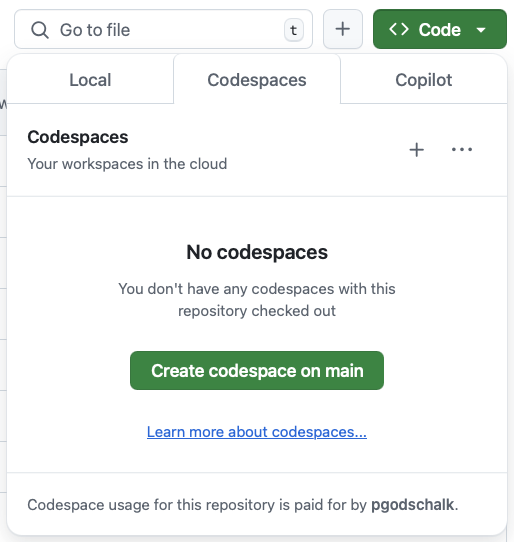 Go to file
t
Code
Local
Codespaces
Copilot
Codespaces
Your workspaces in the cloud
No codespaces
You don't have any codespaces with this
repository checked out
Create codespace on main
Learn more about codespaces...
Codespace usage for this repository is paid for by pgodschalk.